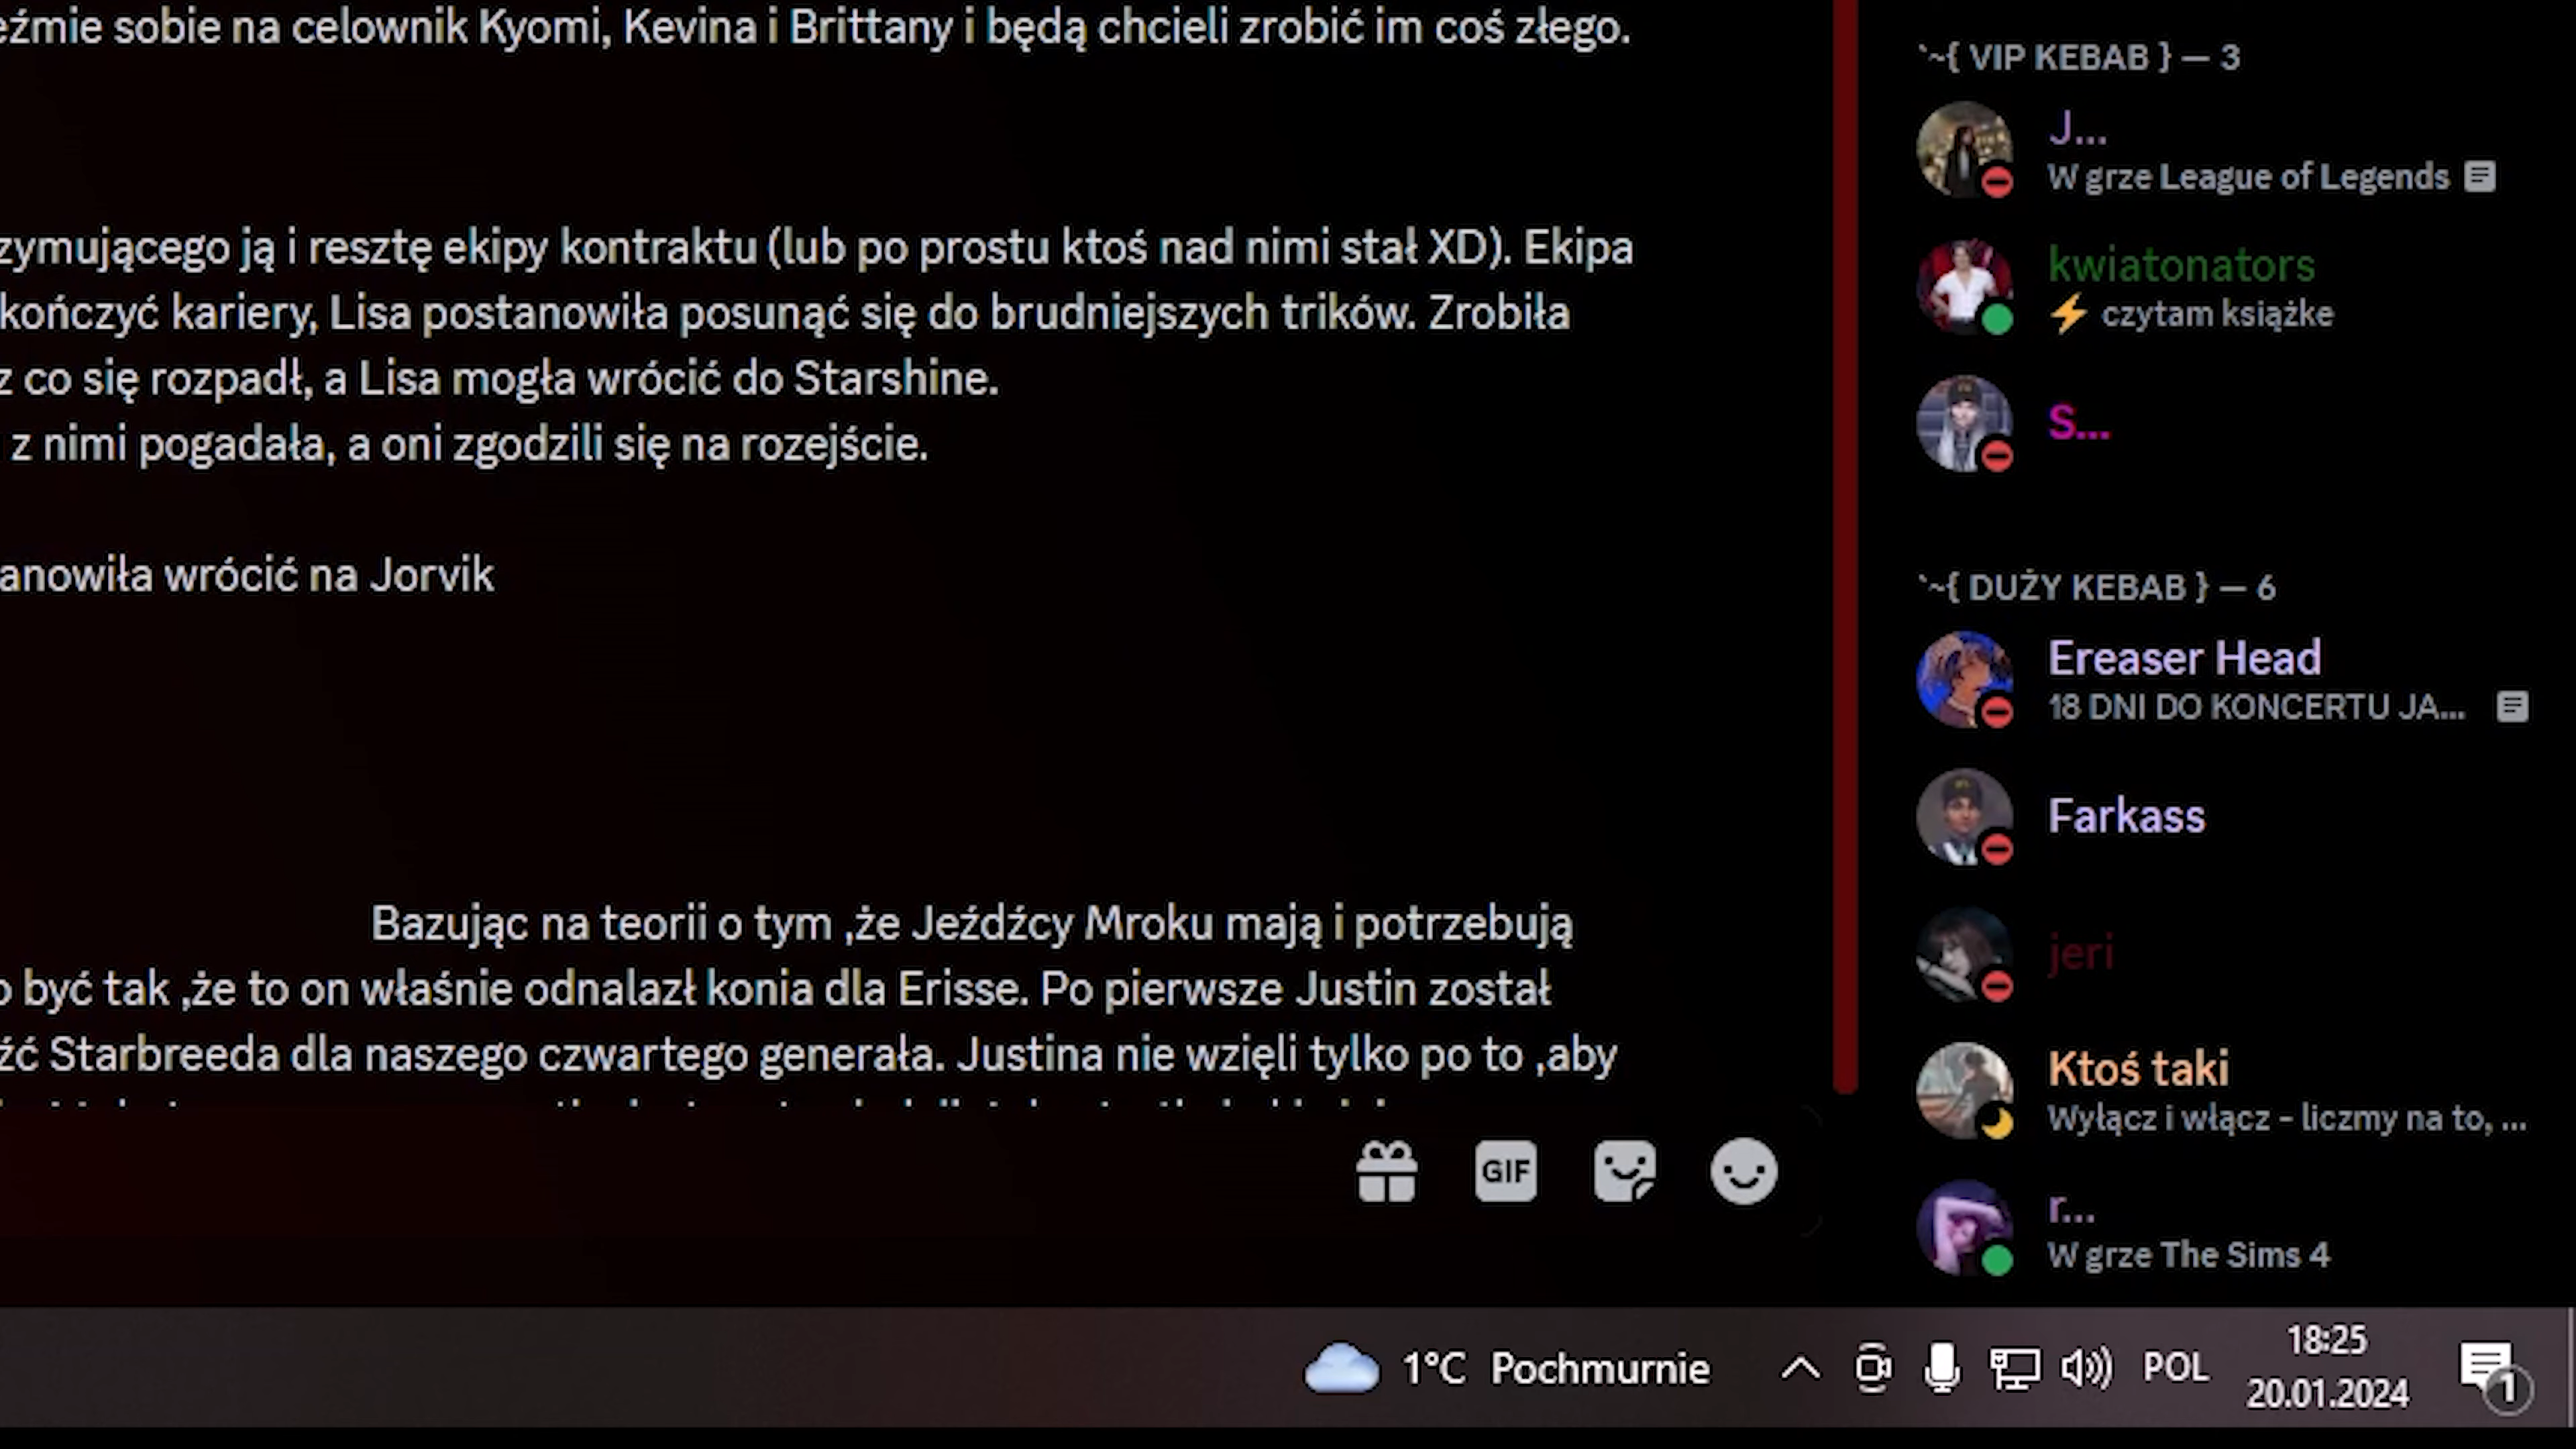 eźmie sobie na celownik Kyomi, Kevina i Brittany i będą chcieli zrobić im coś złego.
zymującego ją i resztę ekipy kontraktu (lub po prostu ktoś nad nimi stał XD). Ekipa
kończyć kariery, Lisa postanowiła posunąć się do brudniejszych trików. Zrobiła
z co się rozpadł, a Lisa mogła wrócić do Starshine.
z nimi pogadała, a oni zgodzili się na rozejście.
anowiła wrócić na Jorvik
Bazując na teorii o tym ,że Jeźdźcy Mroku mają i potrzebują
o być tak ,że to on właśnie odnalazł konia dla Erisse. Po pierwsze Justin został
źć Starbreeda dla naszego czwartego generała. Justina nie wzięli tylko po to ,aby
GIF
`~{ VIP KEBAB } — 3
J...
W grze League of Legends
kwiatonators
⚡ czytam książke
S...
`~{ DUŻY KEBAB } — 6
Ereaser Head
18 DNI DO KONCERTU JA...
Farkass
jeri
Ktoś taki
Wyłącz i włącz - liczmy na to, ...
r...
W grze The Sims 4
1°C Pochmurnie
POL
18:25
20.01.2024
1